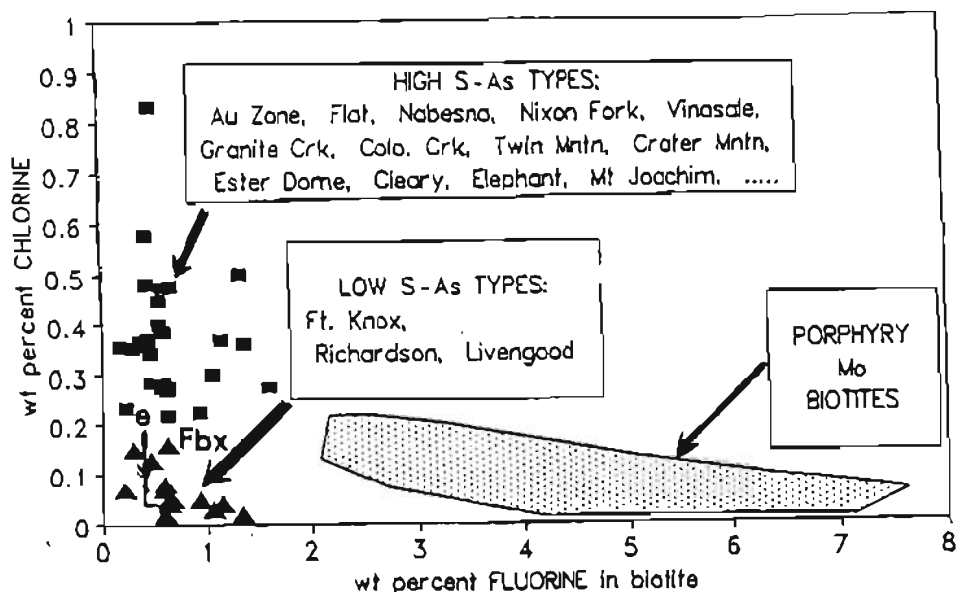 1
0.9
0.8
0.7
0.6
0.5
0.4
0.3
0.2
0.1
0
wt percent CHLORINE
HIGH S-As TYPES:
Au Zone, Flat, Nabesna, Nixon Fork, Vinasale,
Granite Crk, Colo. Crk, Twin Mntn, Crater Mntn,
Ester Dome, Cleary, Elephant, Mt Joachim, .....
LOW S-As TYPES:
Ft. Knox,
Richardson, Livengood
PORPHYRY
Mo
BIOTITES
e
Fbx
0 1 2 3 4 5 6 7 8
wt percent FLUORINE in biotite